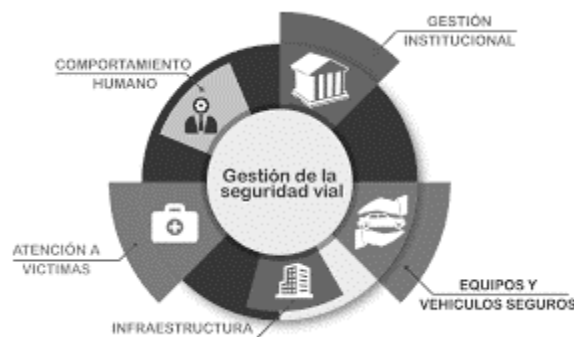 GESTIÓN
INSTITUCIONAL
COMPORTAMIENTO
HUMANO
Gestión de la
seguridad vial
ATENCIÓN A
VICTIMAS
EQUIPOS Y
VEHICULOS SEGUROS
INFRAESTRUCTURA